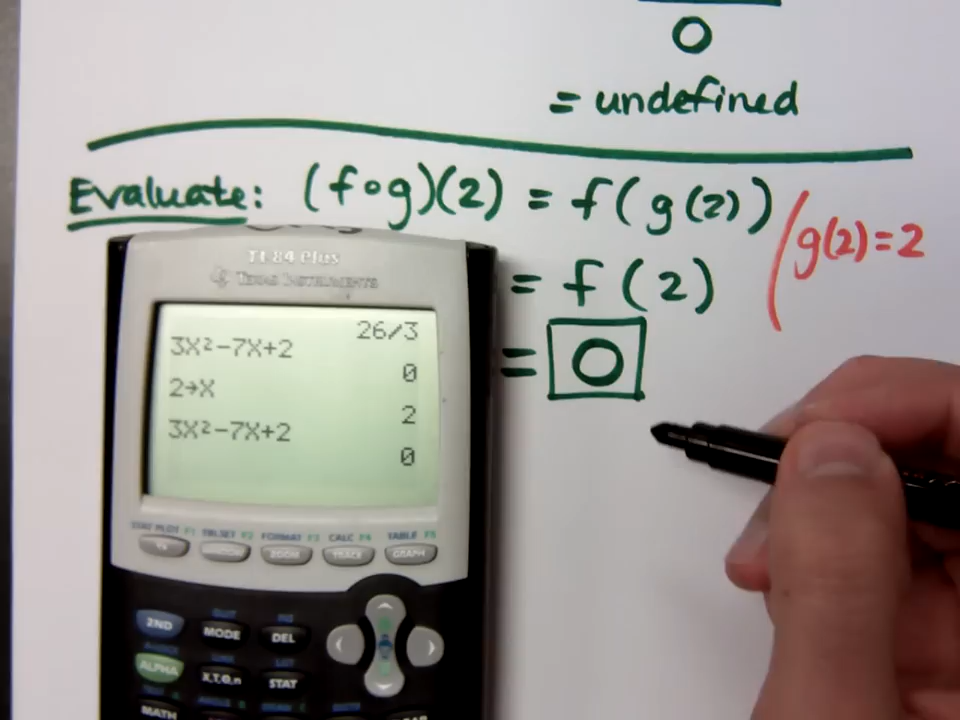 0
= undefined
Evaluate: (f∘g)(2) = f(g(2))
g(2)=2
= f(2)
= 0
TI-84 Plus
TEXAS INSTRUMENTS
26/3
3X²-7X+2
0
2→X
2
3X²-7X+2
0
STAT PLOT F1 TBLSET F2 FORMAT F3 CALC F4 TABLE F5
Y= ZOOM TRACE GRAPH
QUIT INS
2ND MODE DEL
ALPHA X,T,Θ,n STAT
MATH